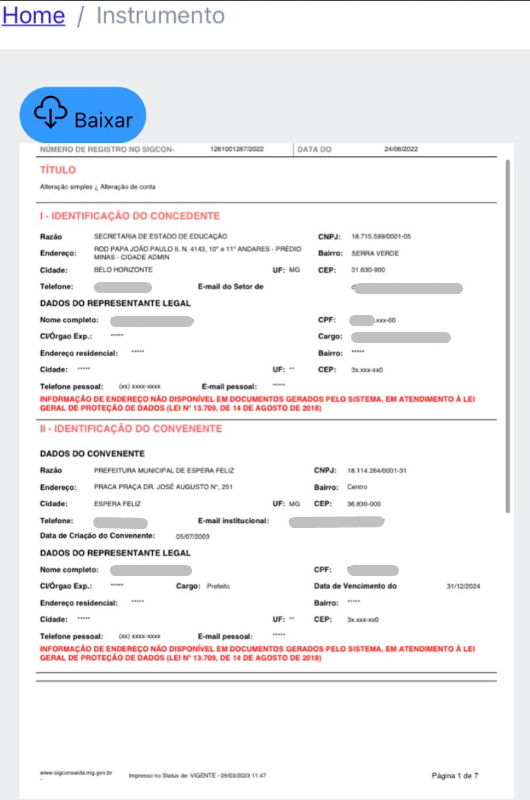 Home / Instrumento
Baixar
NÚMERO DE REGISTRO NO SIGCON- 1261001267/2022 DATA DO 24/06/2022
TÍTULO
Alteração simples ¿ Alteração de conta
I - IDENTIFICAÇÃO DO CONCEDENTE
Razão SECRETARIA DE ESTADO DE EDUCAÇÃO CNPJ: 18.715.599/0001-05
Endereço: ROD PAPA JOÃO PAULO II, N. 4143, 10º e 11º ANDARES - PRÉDIO MINAS - CIDADE ADMIN Bairro: SERRA VERDE
Cidade: BELO HORIZONTE UF: MG CEP: 31.630-900
Telefone: E-mail do Setor de
DADOS DO REPRESENTANTE LEGAL
Nome completo: CPF: .xxx-00
CI/Órgao Exp.: ***** Cargo:
Endereço residencial: ***** Bairro: *****
Cidade: ***** UF: ** CEP: 3x.xxx-xx0
Telefone pessoal: (xx) xxxx-xxxx E-mail pessoal: *****
INFORMAÇÃO DE ENDEREÇO NÃO DISPONÍVEL EM DOCUMENTOS GERADOS PELO SISTEMA, EM ATENDIMENTO À LEI
GERAL DE PROTEÇÃO DE DADOS (LEI Nº 13.709, DE 14 DE AGOSTO DE 2018)
II - IDENTIFICAÇÃO DO CONVENENTE
DADOS DO CONVENENTE
Razão PREFEITURA MUNICIPAL DE ESPERA FELIZ CNPJ: 18.114.264/0001-31
Endereço: PRACA PRAÇA DR. JOSÉ AUGUSTO N°, 251 Bairro: Centro
Cidade: ESPERA FELIZ UF: MG CEP: 36.830-000
Telefone: E-mail institucional:
Data de Criação do Convenente: 05/07/2003
DADOS DO REPRESENTANTE LEGAL
Nome completo: CPF:
CI/Órgao Exp.: ***** Cargo: Prefeito Data de Vencimento do 31/12/2024
Endereço residencial: ***** Bairro: *****
Cidade: ***** UF: ** CEP: 3x.xxx-xx0
Telefone pessoal: (xx) xxxx-xxxx E-mail pessoal: *****
INFORMAÇÃO DE ENDEREÇO NÃO DISPONÍVEL EM DOCUMENTOS GERADOS PELO SISTEMA, EM ATENDIMENTO À LEI
GERAL DE PROTEÇÃO DE DADOS (LEI Nº 13.709, DE 14 DE AGOSTO DE 2018)
www.sigconsaida.mg.gov.br Impresso no Status de: VIGENTE - 09/03/2023 11:47 Página 1 de 7